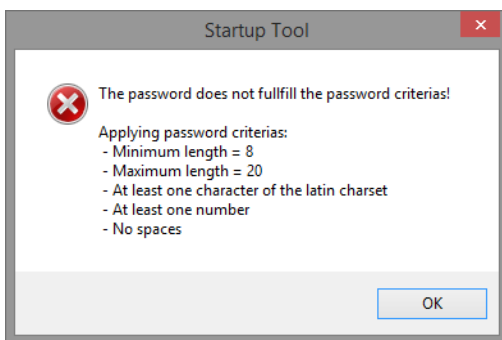 Startup Tool
The password does not fullfill the password criterias!
Applying password criterias:
- Minimum length = 8
- Maximum length = 20
- At least one character of the latin charset
- At least one number
- No spaces
OK